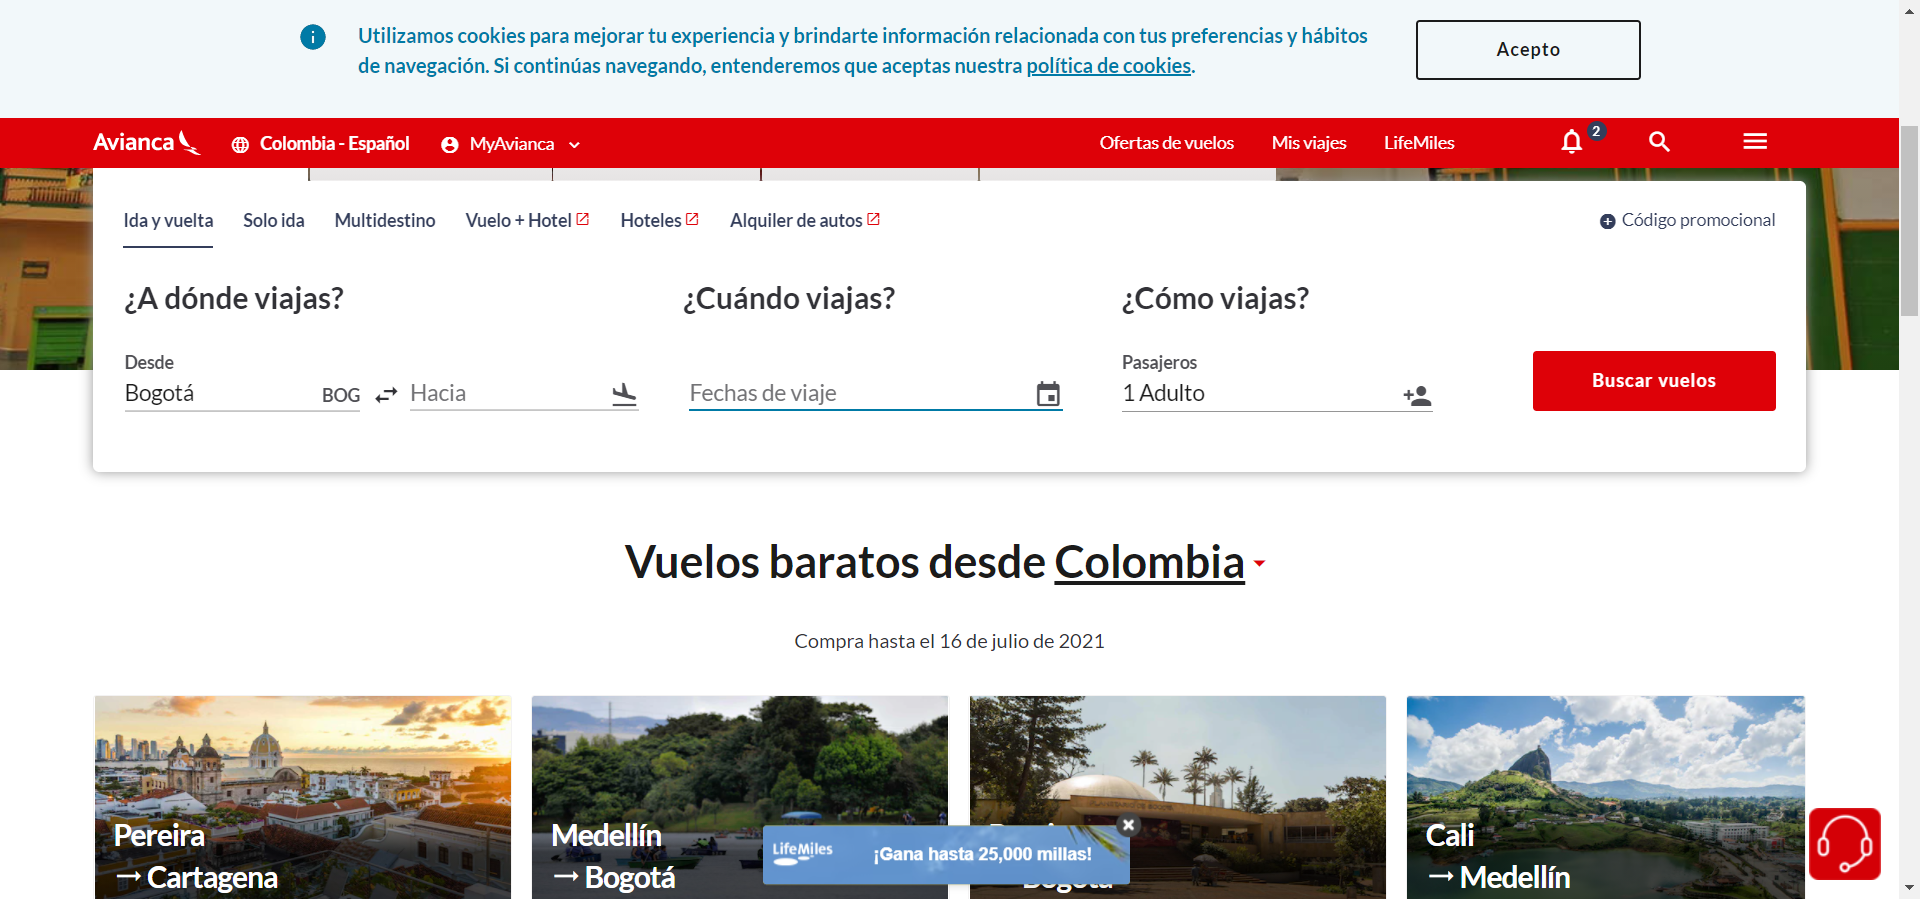 Utilizamos cookies para mejorar tu experiencia y brindarte información relacionada con tus preferencias y hábitos
de navegación. Si continúas navegando, entenderemos que aceptas nuestra política de cookies.
Acepto
Avianca
Colombia - Español
MyAvianca
Ofertas de vuelos
Mis viajes
LifeMiles
2
Ida y vuelta
Solo ida
Multidestino
Vuelo + Hotel
Hoteles
Alquiler de autos
Código promocional
¿A dónde viajas?
¿Cuándo viajas?
¿Cómo viajas?
Desde
Bogotá
BOG
Hacia
Fechas de viaje
Pasajeros
1 Adulto
Buscar vuelos
Vuelos baratos desde Colombia
Compra hasta el 16 de julio de 2021
Pereira
→ Cartagena
Medellín
→ Bogotá
Bogotá
Cali
→ Medellín
LifeMiles
¡Gana hasta 25,000 millas!